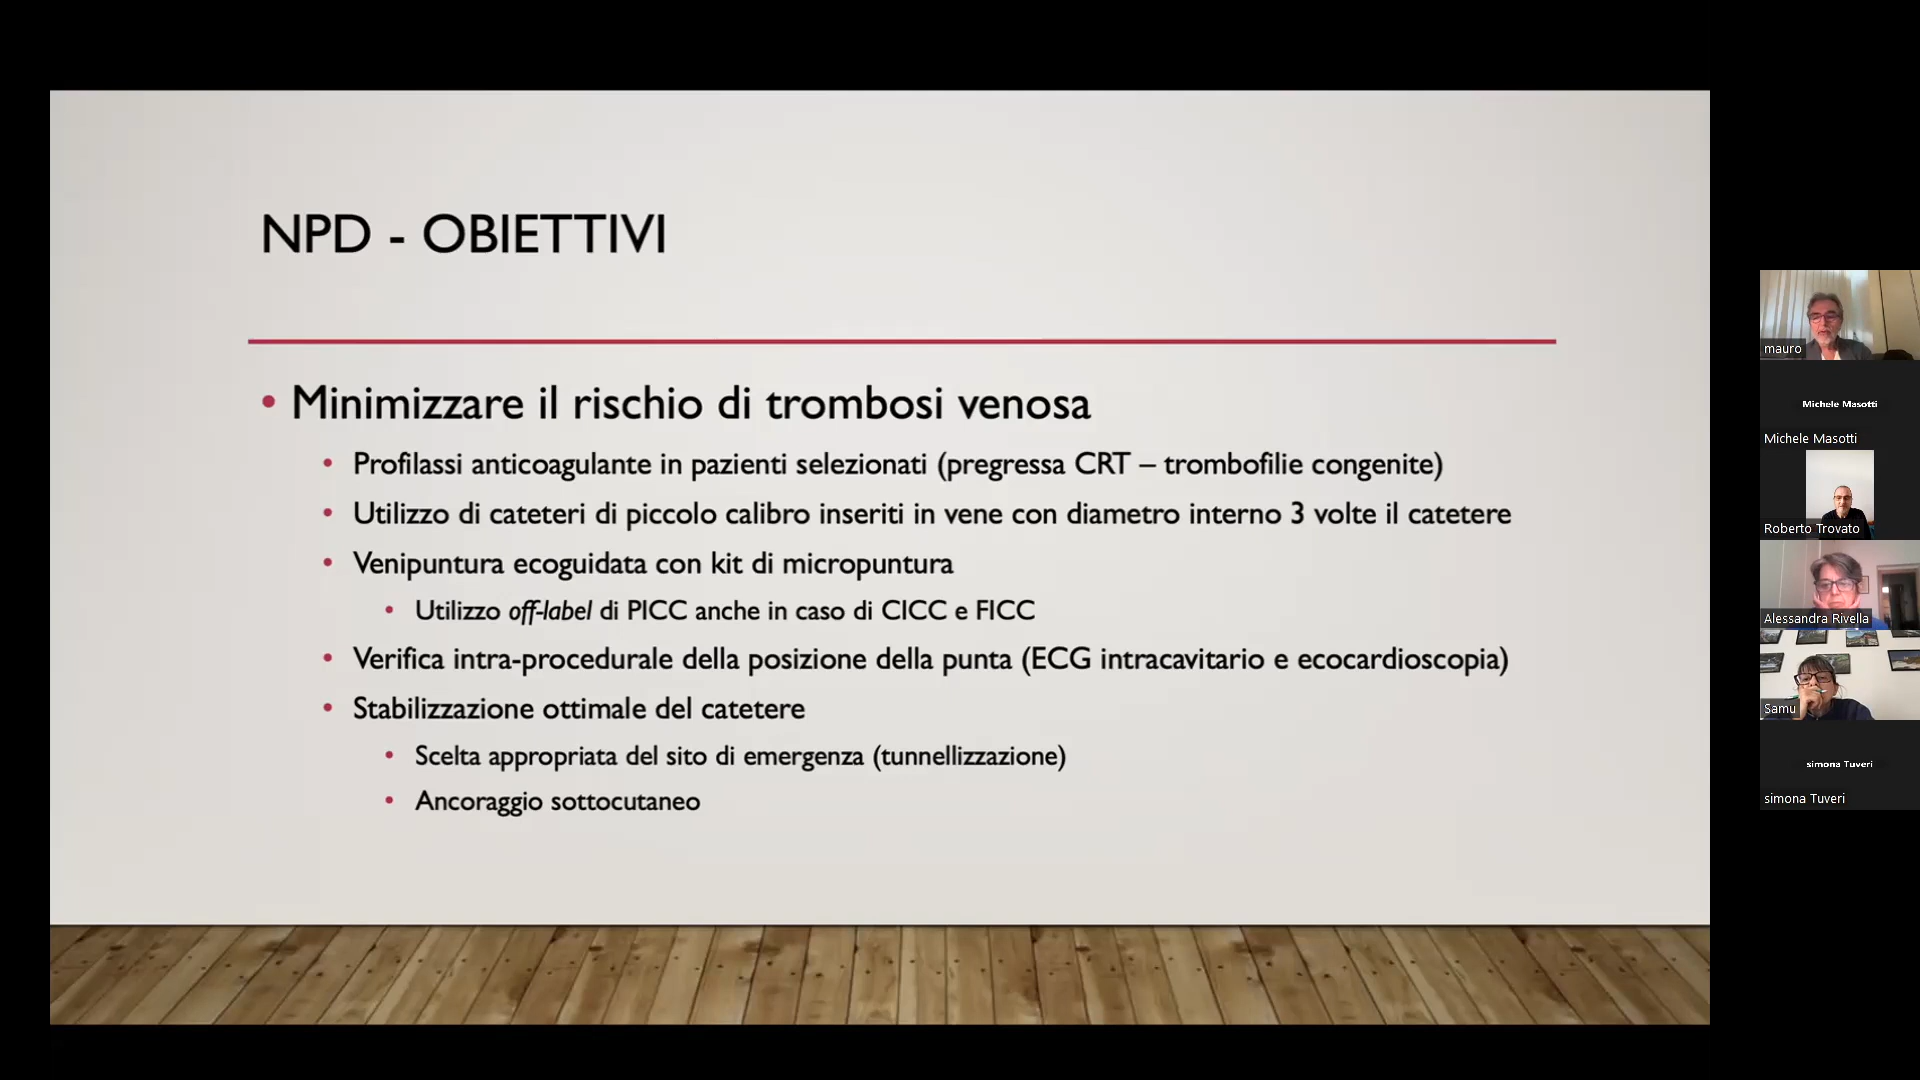 NPD - OBIETTIVI
• Minimizzare il rischio di trombosi venosa
• Profilassi anticoagulante in pazienti selezionati (pregressa CRT – trombofilie congenite)
• Utilizzo di cateteri di piccolo calibro inseriti in vene con diametro interno 3 volte il catetere
• Venipuntura ecoguidata con kit di micropuntura
• Utilizzo off-label di PICC anche in caso di CICC e FICC
• Verifica intra-procedurale della posizione della punta (ECG intracavitario e ecocardioscopia)
• Stabilizzazione ottimale del catetere
• Scelta appropriata del sito di emergenza (tunnellizzazione)
• Ancoraggio sottocutaneo
mauro
Michele Masotti
Michele Masotti
Roberto Trovato
Alessandra Rivella
Samu
simona Tuveri
simona Tuveri